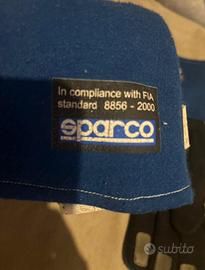 In compliance with FIA
standard 8856 - 2000
sparco
subito